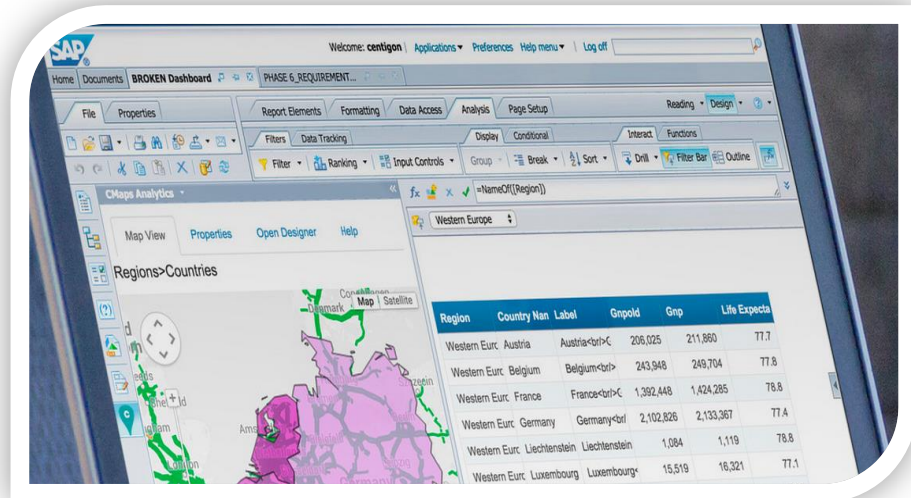 SAP
Welcome: centigon Applications Preferences Help menu Log off
Home Documents BROKEN Dashboard PHASE 6_REQUIREMENT...
File Properties Report Elements Formatting Data Access Analysis Page Setup Reading Design
Filters Data Tracking Display Conditional Interact Functions
Filter Ranking Input Controls Group Break Sort Drill Filter Bar Outline
CMaps Analytics
fx =NameOf([Region])
Map View Properties Open Designer Help
Western Europe
Regions>Countries
Denmark
Map Satellite
London
Germany
Region Country Nan Label Gnpold Gnp Life Expecta
Western Eurc Austria Austria<br/>C 206,025 211,860 77.7
Western Eurc Belgium Belgium<br/> 243,948 249,704 77.8
Western Eurc France France<br/>C 1,392,448 1,424,285 78.8
Western Eurc Germany Germany<br/ 2,102,826 2,133,367 77.4
Western Eurc Liechtenstein Liechtenstein 1,084 1,119 78.8
Western Eurc Luxembourg Luxembourg< 15,519 16,321 77.1